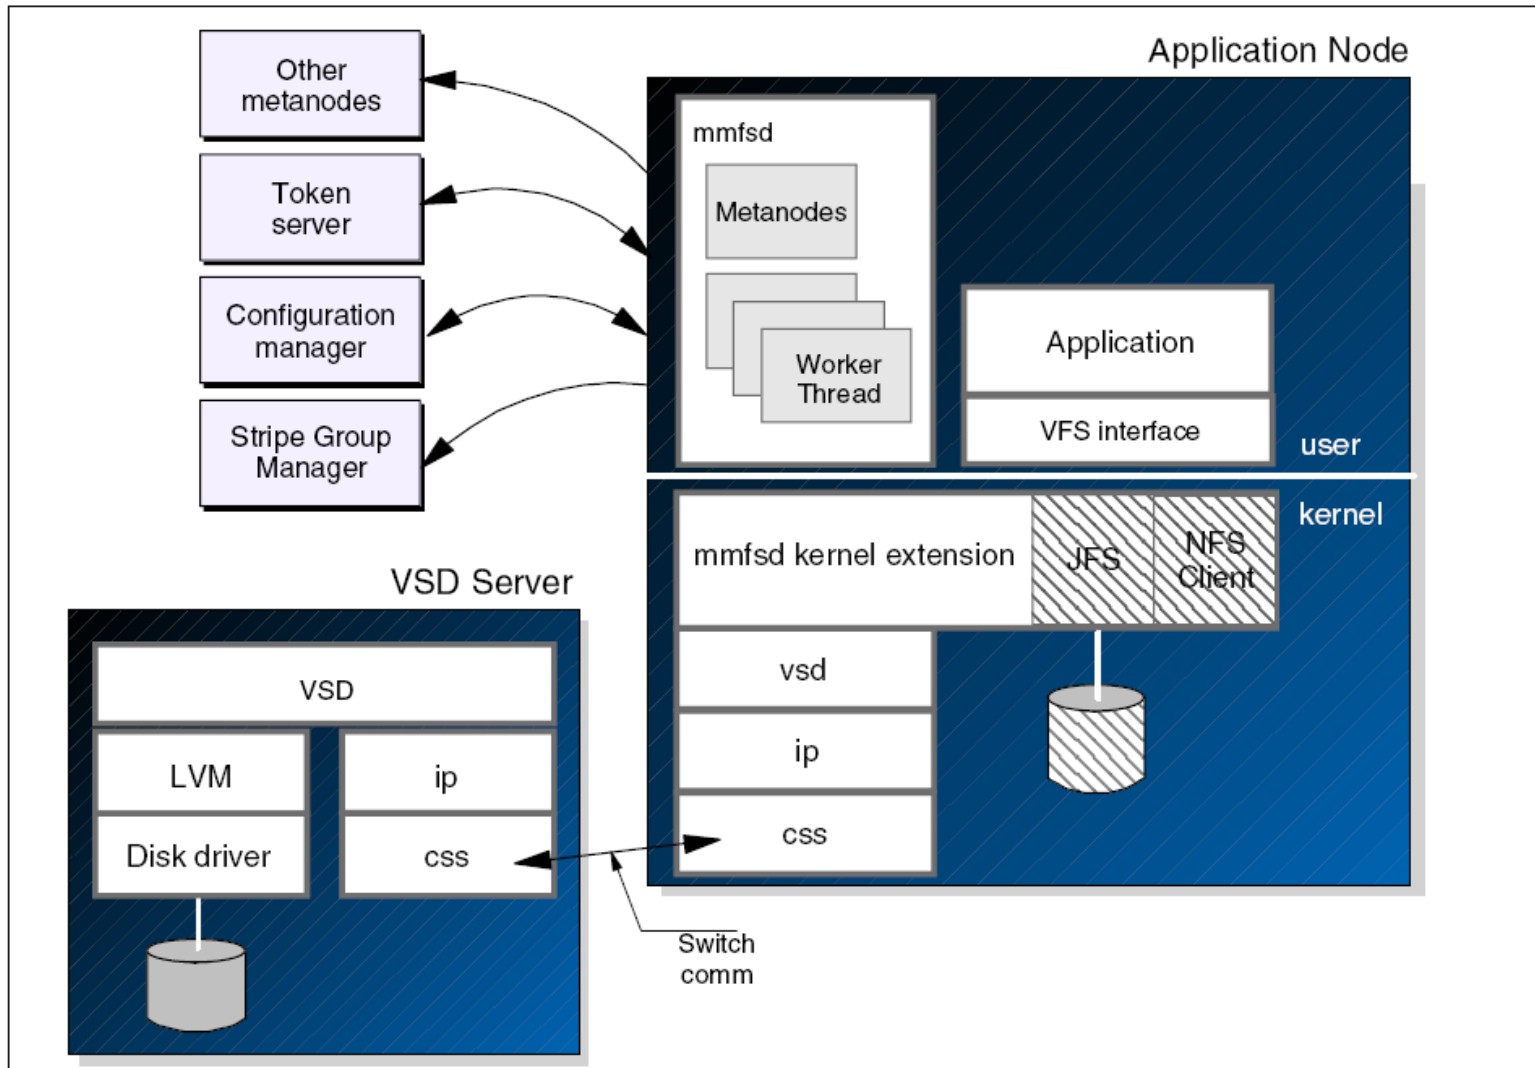 Application Node
Other
metanodes
Token
server
Configuration
manager
Stripe Group
Manager
mmfsd
Metanodes
Worker
Thread
Application
VFS interface
user
kernel
mmfsd kernel extension
JFS
NFS
Client
vsd
ip
css
VSD Server
VSD
LVM
ip
Disk driver
css
Switch
comm